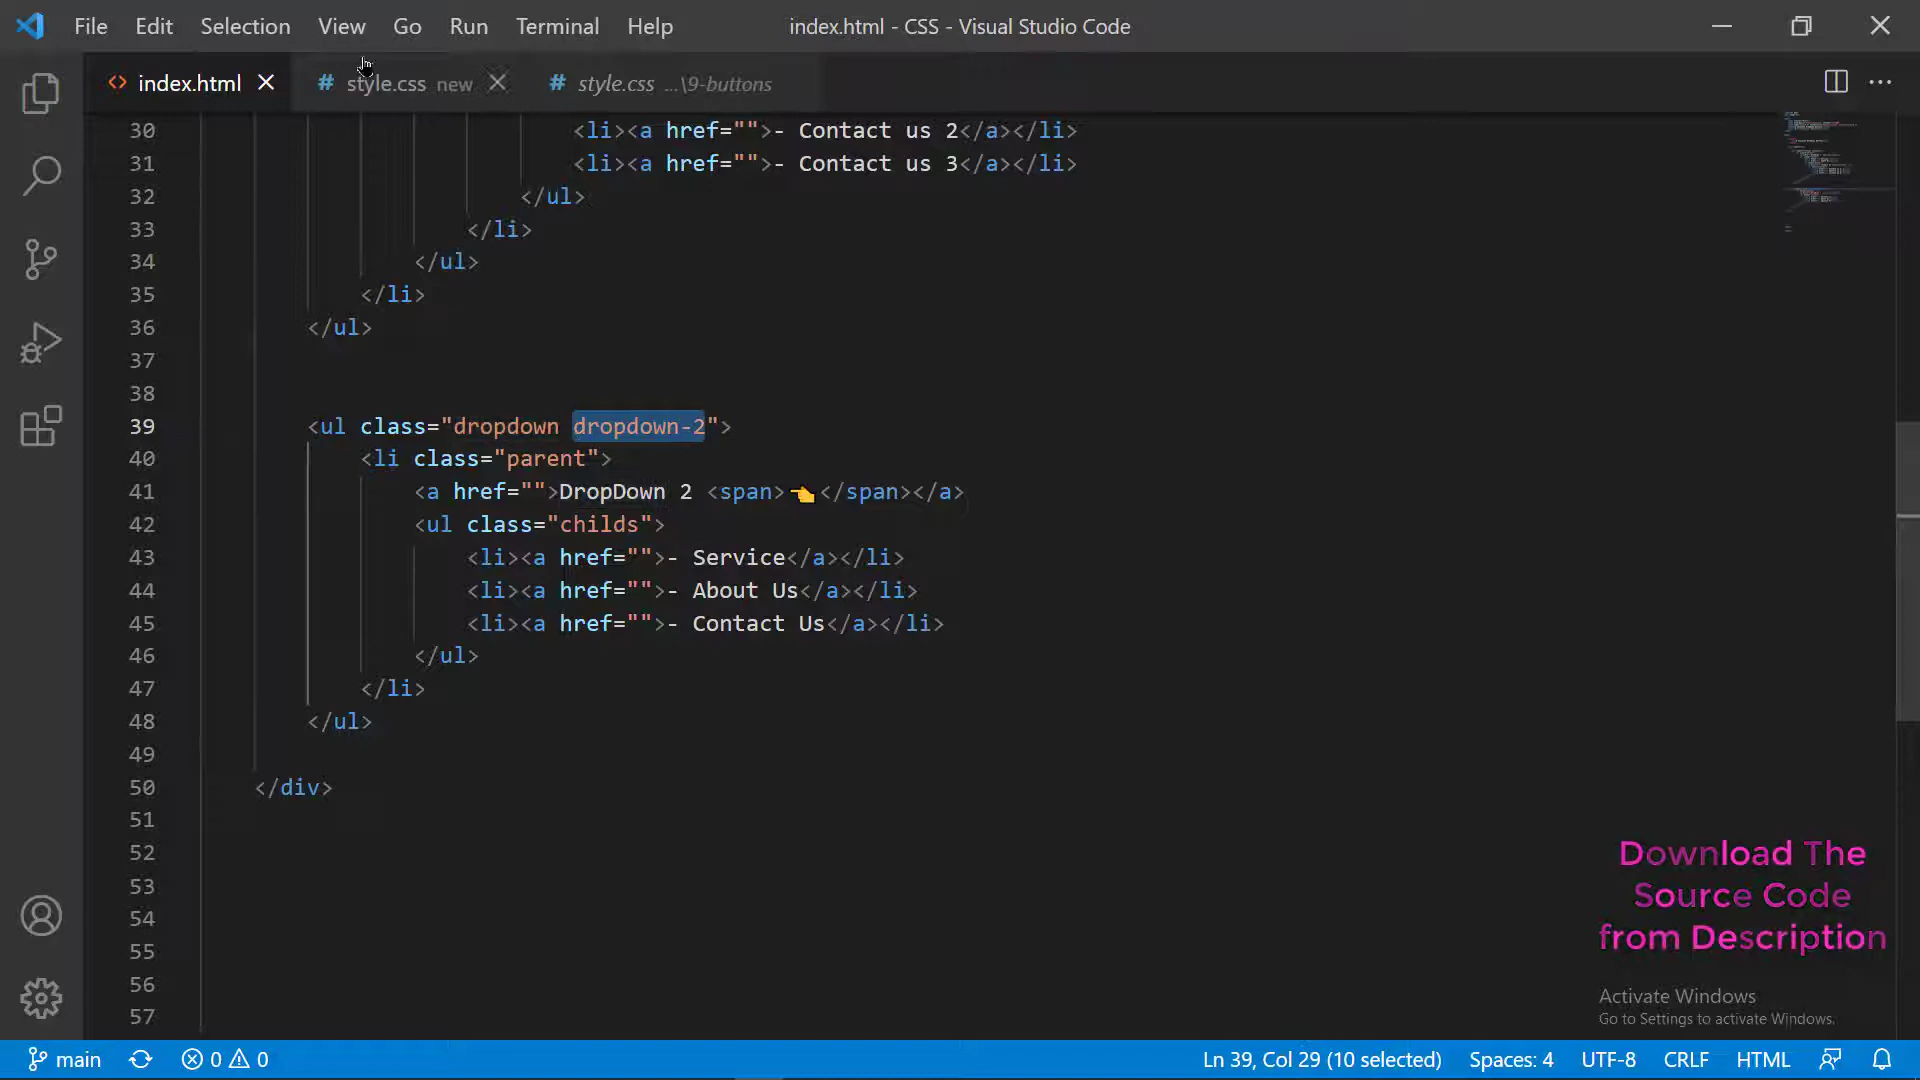 File Edit Selection View Go Run Terminal Help index.html - CSS - Visual Studio Code
index.html style.css new style.css ...\9-buttons
30 <li><a href="">- Contact us 2</a></li>
31 <li><a href="">- Contact us 3</a></li>
32 </ul>
33 </li>
34 </ul>
35 </li>
36 </ul>
37
38
39 <ul class="dropdown dropdown-2">
40 <li class="parent">
41 <a href="">DropDown 2 <span>👈</span></a>
42 <ul class="childs">
43 <li><a href="">- Service</a></li>
44 <li><a href="">- About Us</a></li>
45 <li><a href="">- Contact Us</a></li>
46 </ul>
47 </li>
48 </ul>
49
50 </div>
51
52
53
54
55
56
57
Download The
Source Code
from Description
Activate Windows
Go to Settings to activate Windows.
main 0 0 Ln 39, Col 29 (10 selected) Spaces: 4 UTF-8 CRLF HTML